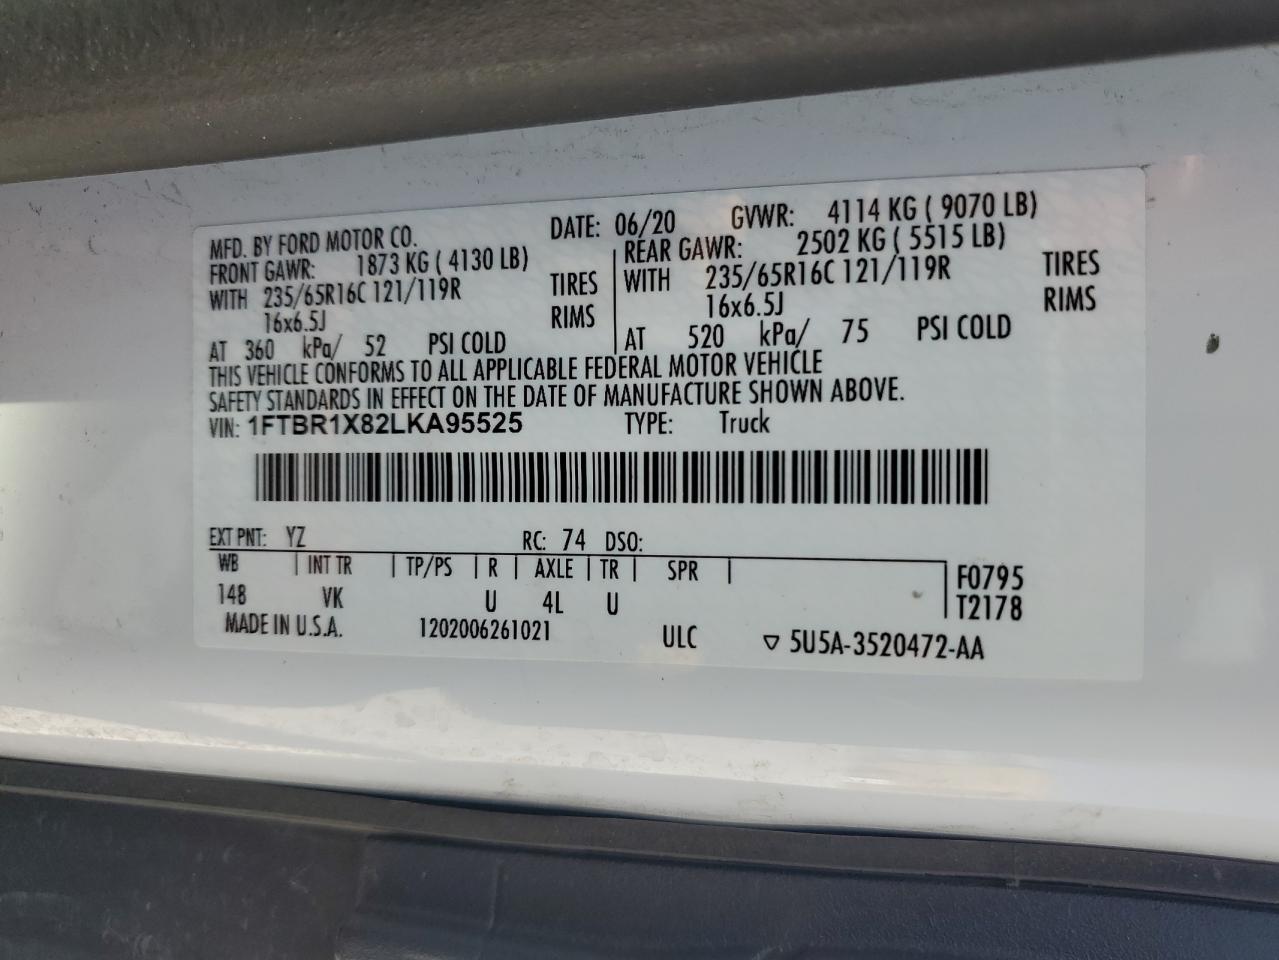 MFD. BY FORD MOTOR CO. DATE: 06/20 GVWR: 4114 KG ( 9070 LB)
FRONT GAWR: 1873 KG ( 4130 LB) REAR GAWR: 2502 KG ( 5515 LB)
WITH 235/65R16C 121/119R TIRES WITH 235/65R16C 121/119R TIRES
16x6.5J RIMS 16x6.5J RIMS
AT 360 kPa/ 52 PSI COLD AT 520 kPa/ 75 PSI COLD
THIS VEHICLE CONFORMS TO ALL APPLICABLE FEDERAL MOTOR VEHICLE
SAFETY STANDARDS IN EFFECT ON THE DATE OF MANUFACTURE SHOWN ABOVE.
VIN: 1FTBR1X82LKA95525 TYPE: Truck
EXT PNT: YZ RC: 74 DSO:
WB INT TR TP/PS R AXLE TR SPR F0795
148 VK U 4L U T2178
MADE IN U.S.A. 1202006261021 ULC ▽ 5U5A-3520472-AA